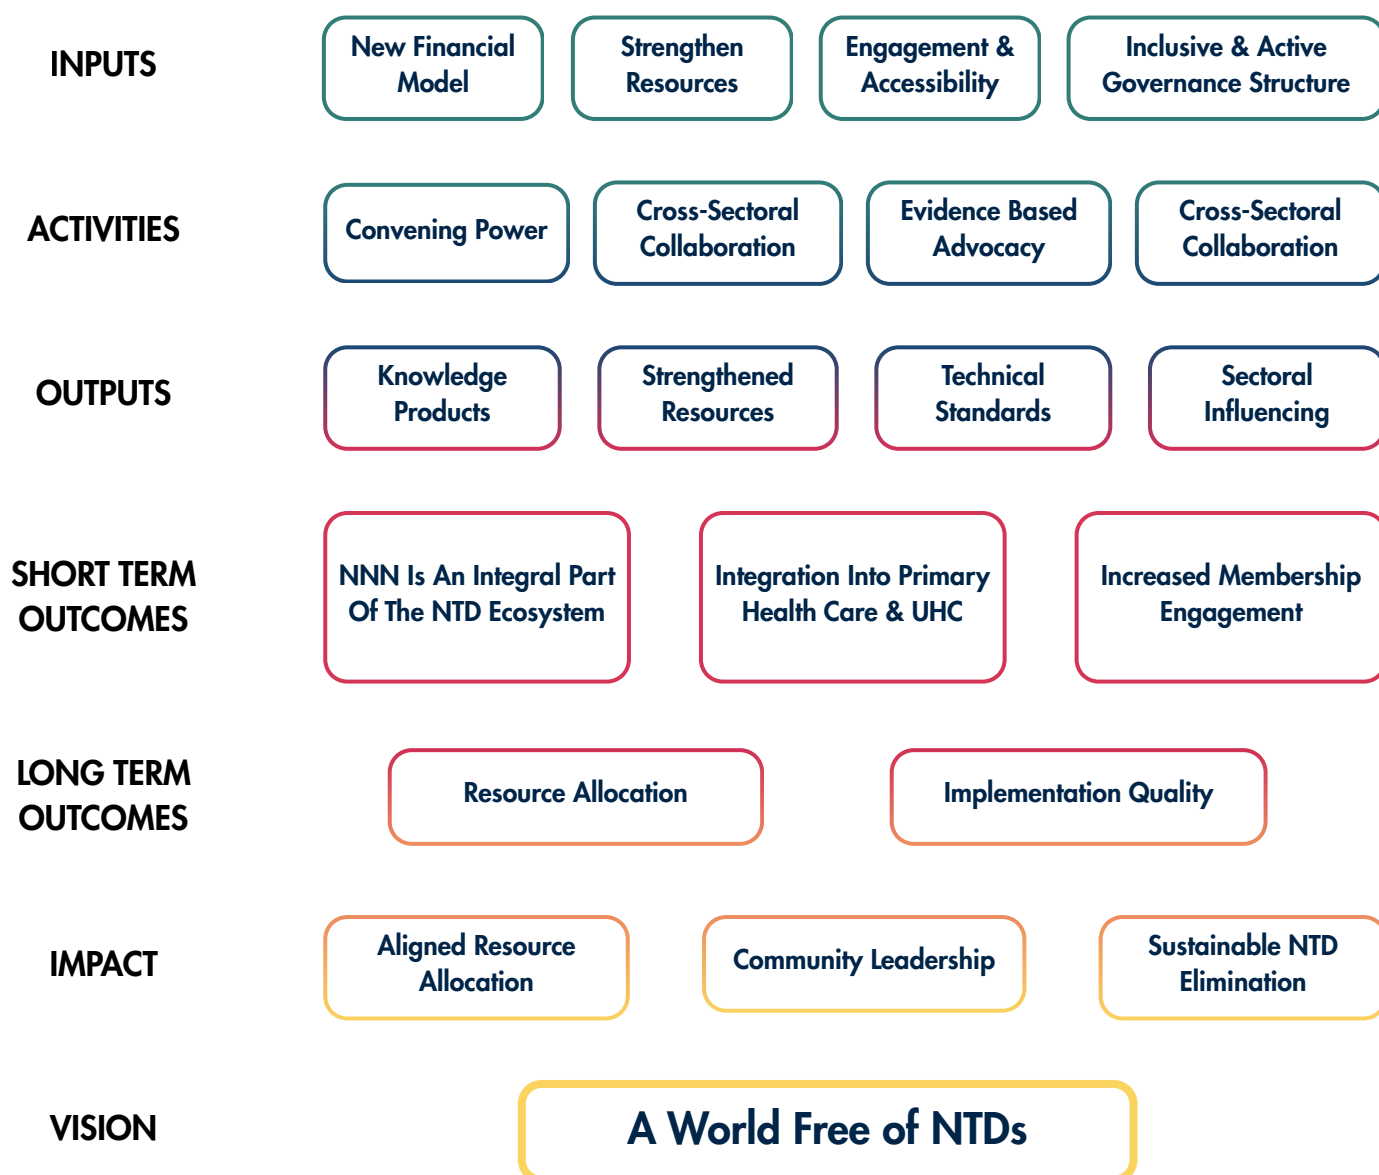 INPUTS
New Financial
Model
Strengthen
Resources
Engagement &
Accessibility
Inclusive & Active
Governance Structure
ACTIVITIES
Convening Power
Cross-Sectoral
Collaboration
Evidence Based
Advocacy
Cross-Sectoral
Collaboration
OUTPUTS
Knowledge
Products
Strengthened
Resources
Technical
Standards
Sectoral
Influencing
SHORT TERM
OUTCOMES
NNN Is An Integral Part
Of The NTD Ecosystem
Integration Into Primary
Health Care & UHC
Increased Membership
Engagement
LONG TERM
OUTCOMES
Resource Allocation
Implementation Quality
IMPACT
Aligned Resource
Allocation
Community Leadership
Sustainable NTD
Elimination
VISION
A World Free of NTDs